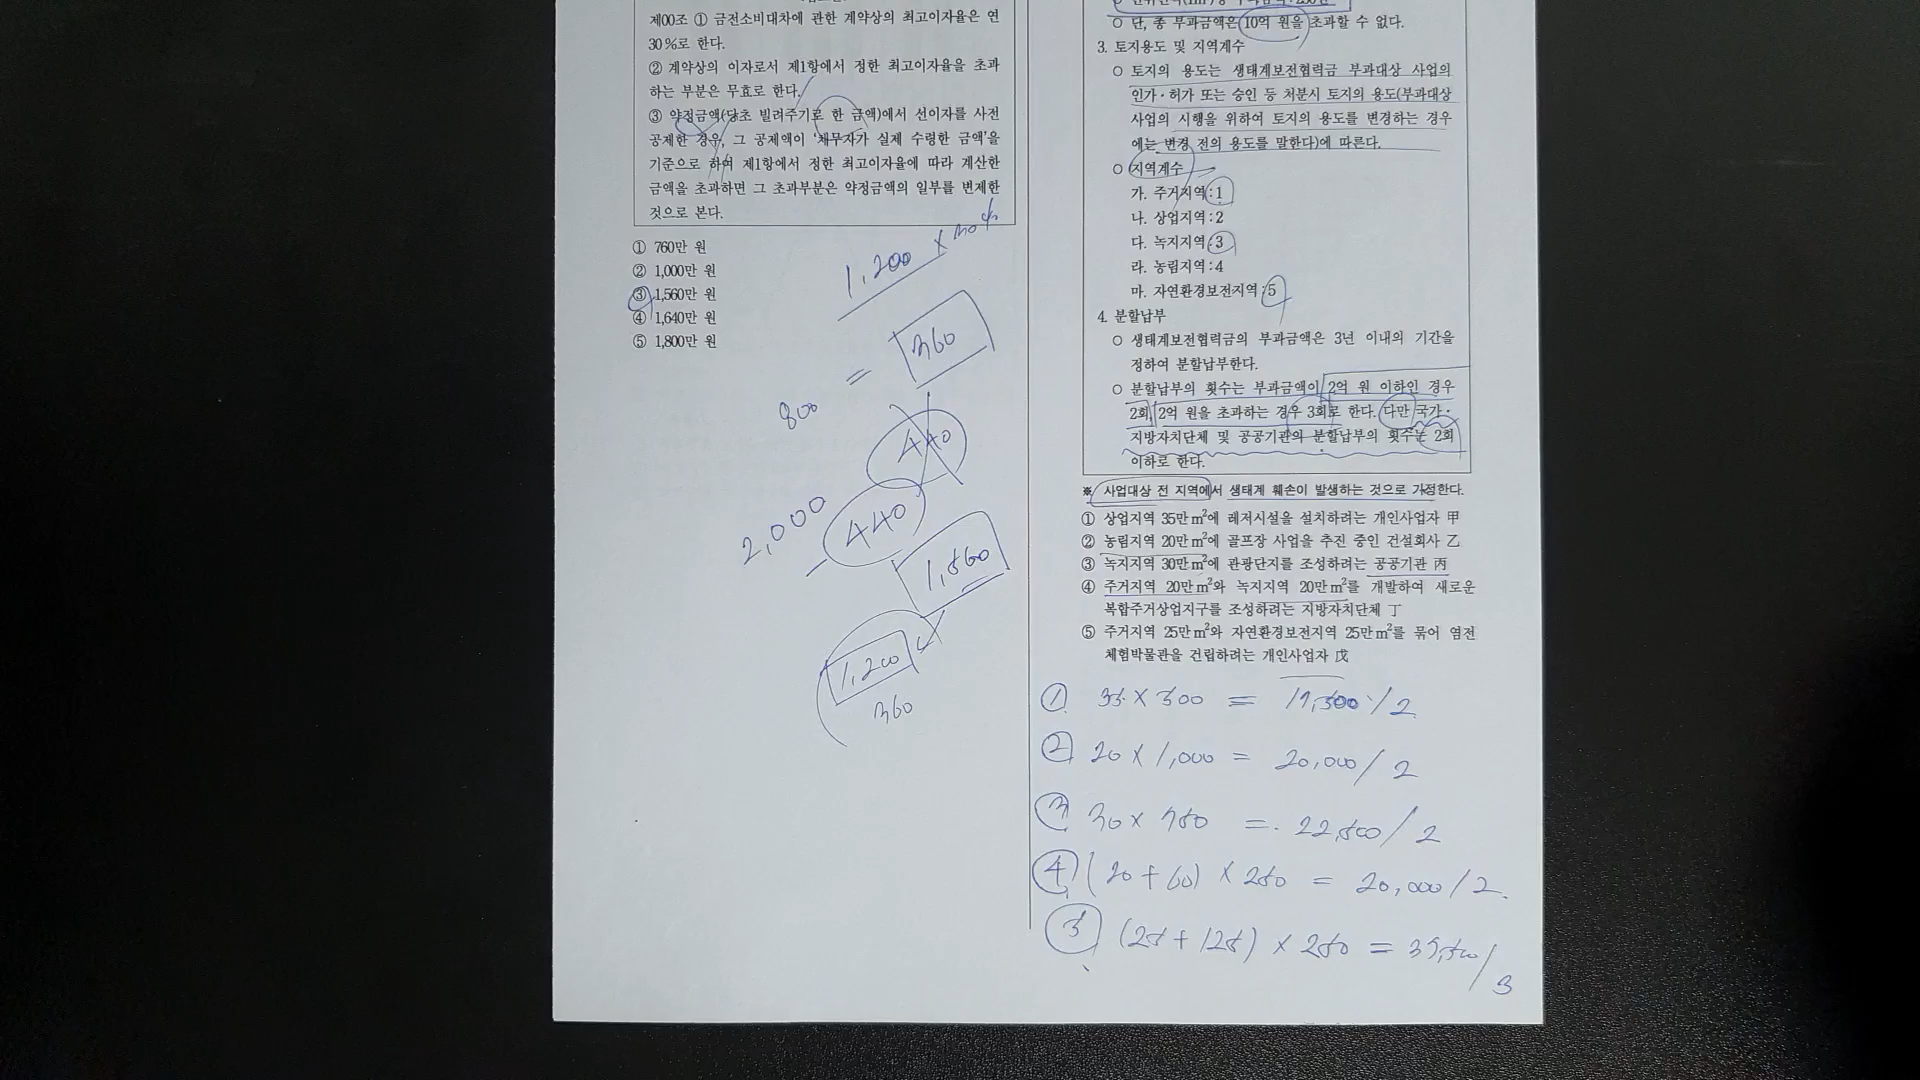 제00조 ① 금전소비대차에 관한 계약상의 최고이자율은 연
30%로 한다.
② 계약상의 이자로서 제1항에서 정한 최고이자율을 초과
하는 부분은 무효로 한다.
③ 약정금액(당초 빌려주기로 한 금액)에서 선이자를 사전
공제한 경우, 그 공제액이 '채무자가 실제 수령한 금액'을
기준으로 하여 제1항에서 정한 최고이자율에 따라 계산한
금액을 초과하면 그 초과부분은 약정금액의 일부를 변제한
것으로 본다.
① 760만 원
② 1,000만 원
③ 1,560만 원
④ 1,640만 원
⑤ 1,800만 원
1,200 × 30%
= 360
800
440
2,000
- 440
1,560
1,200
360
○ 단, 총 부과금액은 10억 원을 초과할 수 없다.
3. 토지용도 및 지역계수
○ 토지의 용도는 생태계보전협력금 부과대상 사업의
인가·허가 또는 승인 등 처분시 토지의 용도(부과대상
사업의 시행을 위하여 토지의 용도를 변경하는 경우
에는 변경 전의 용도를 말한다)에 따른다.
○ 지역계수
가. 주거지역:1
나. 상업지역:2
다. 녹지지역:3
라. 농림지역:4
마. 자연환경보전지역:5
4. 분할납부
○ 생태계보전협력금의 부과금액은 3년 이내의 기간을
정하여 분할납부한다.
○ 분할납부의 횟수는 부과금액이 2억 원 이하인 경우
2회, 2억 원을 초과하는 경우 3회로 한다. 다만 국가·
지방자치단체 및 공공기관의 분할납부의 횟수는 2회
이하로 한다.
※ 사업대상 전 지역에서 생태계 훼손이 발생하는 것으로 가정한다.
① 상업지역 35만㎡에 레저시설을 설치하려는 개인사업자 甲
② 농림지역 20만㎡에 골프장 사업을 추진 중인 건설회사 乙
③ 녹지지역 30만㎡에 관광단지를 조성하려는 공공기관 丙
④ 주거지역 20만㎡와 녹지지역 20만㎡를 개발하여 새로운
복합주거상업지구를 조성하려는 지방자치단체 丁
⑤ 주거지역 25만㎡와 자연환경보전지역 25만㎡를 묶어 염전
체험박물관을 건립하려는 개인사업자 戊
① 35 × 500 = 17,500 / 2
② 20 × 1,000 = 20,000 / 2
③ 30 × 750 = 22,500 / 2
④ (20 + 60) × 250 = 20,000 / 2
⑤ (25 + 125) × 250 = 37,500 / 3